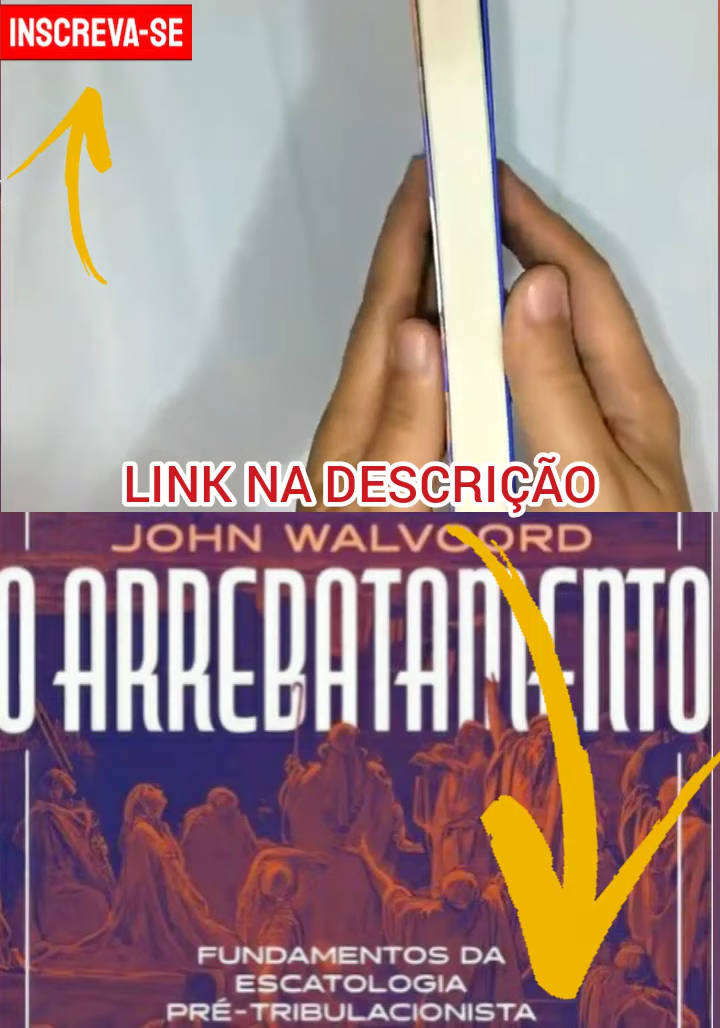 INSCREVA-SE
LINK NA DESCRIÇÃO
JOHN WALVOORD
O ARREBATAMENTO
FUNDAMENTOS DA
ESCATOLOGIA
PRÉ-TRIBULACIONISTA